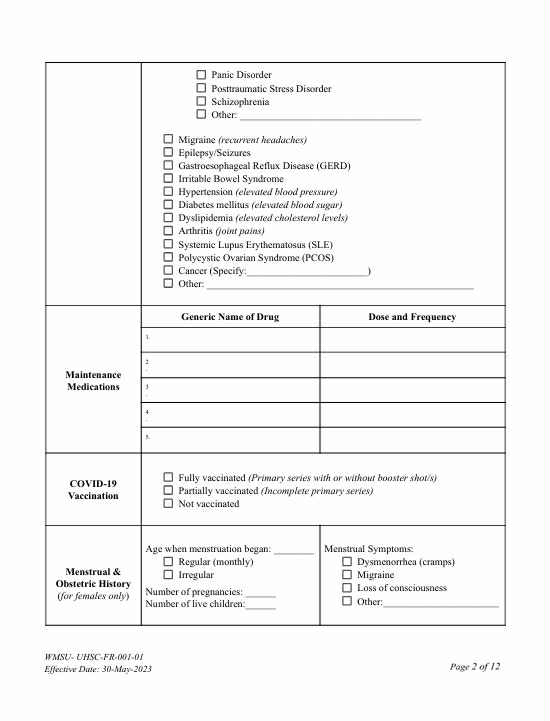 ☐ Panic Disorder
☐ Posttraumatic Stress Disorder
☐ Schizophrenia
☐ Other: ____________________________________
☐ Migraine (recurrent headaches)
☐ Epilepsy/Seizures
☐ Gastroesophageal Reflux Disease (GERD)
☐ Irritable Bowel Syndrome
☐ Hypertension (elevated blood pressure)
☐ Diabetes mellitus (elevated blood sugar)
☐ Dyslipidemia (elevated cholesterol levels)
☐ Arthritis (joint pains)
☐ Systemic Lupus Erythematosus (SLE)
☐ Polycystic Ovarian Syndrome (PCOS)
☐ Cancer (Specify:________________________)
☐ Other: _____________________________________________________
Maintenance
Medications
Generic Name of Drug
Dose and Frequency
1.
2
.
3
.
4.
5.
COVID-19
Vaccination
☐ Fully vaccinated (Primary series with or without booster shot/s)
☐ Partially vaccinated (Incomplete primary series)
☐ Not vaccinated
Menstrual &
Obstetric History
(for females only)
Age when menstruation began: ________
☐ Regular (monthly)
☐ Irregular
Number of pregnancies: ______
Number of live children:______
Menstrual Symptoms:
☐ Dysmenorrhea (cramps)
☐ Migraine
☐ Loss of consciousness
☐ Other:_______________________
WMSU- UHSC-FR-001-01
Effective Date: 30-May-2023
Page 2 of 12